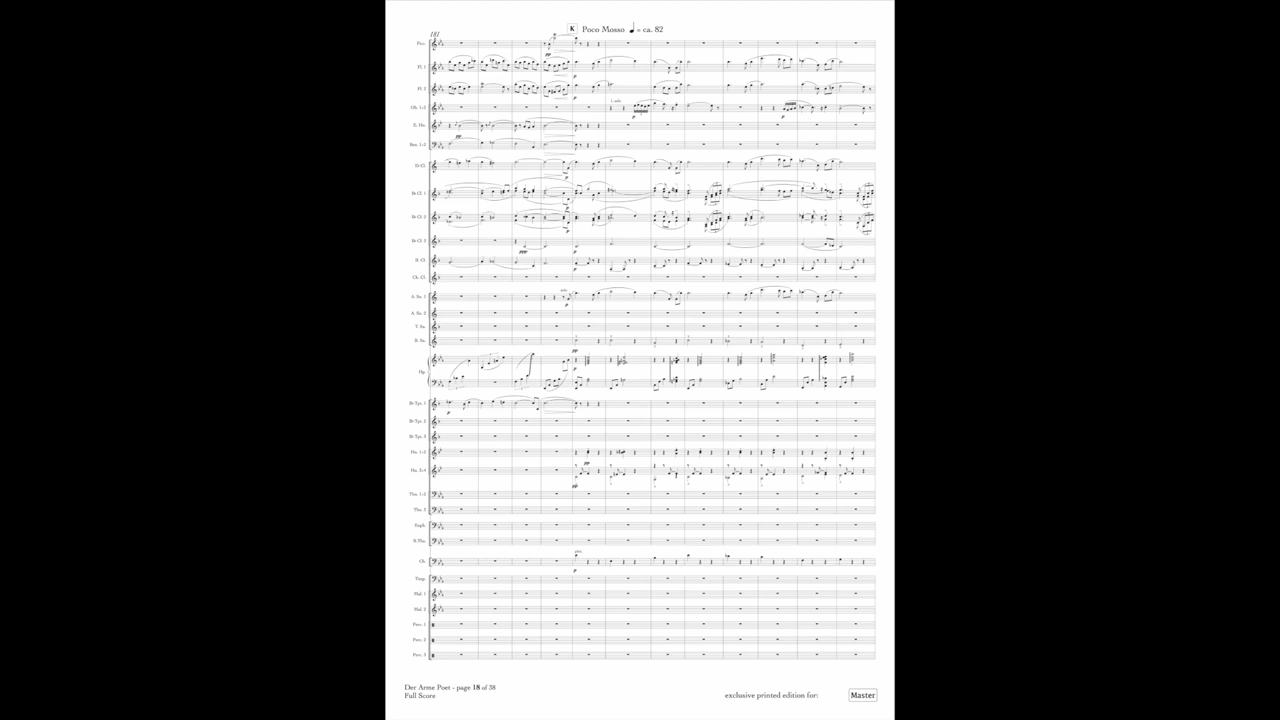 K Poco Mosso ♩ = ca. 82
181
Picc.
Fl. 1
Fl. 2
Ob. 1+2
E. Hn.
Bsn. 1+2
E♭ Cl.
B♭ Cl. 1
B♭ Cl. 2
B♭ Cl. 3
B. Cl.
A. Sx. 1
A. Sx. 2
T. Sx.
B. Sx.
Hp.
B♭ Tpt. 1
B♭ Tpt. 2
B♭ Tpt. 3
Hn. 1+2
Hn. 3+4
Tbn. 1+2
Tbn. 3
Euph.
Cb.
Timp.
Mal. 1
Mal. 2
Perc. 1
Perc. 2
Perc. 3
Der Arme Poet - page 18 of 38
Full Score
exclusive printed edition for:
Master